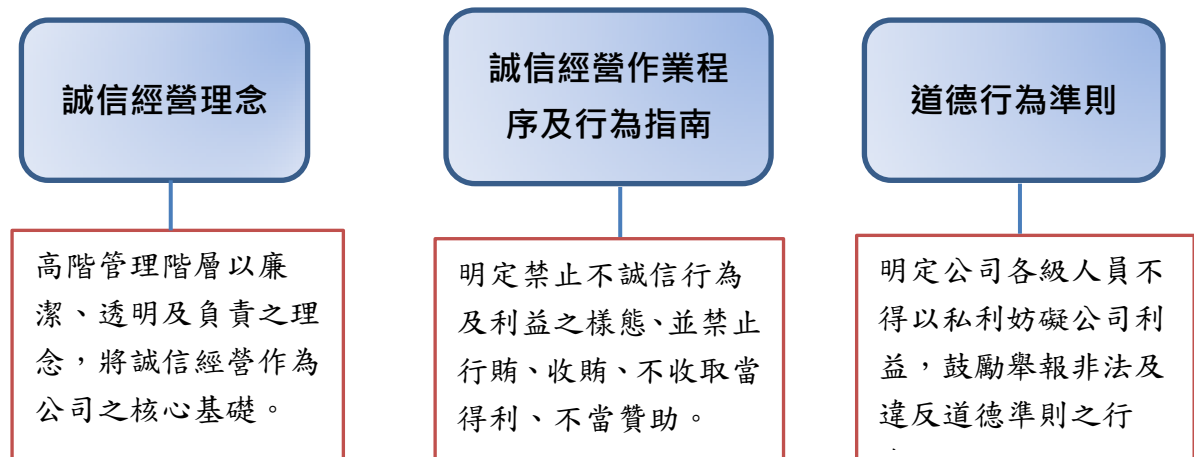 誠信經營理念
誠信經營作業程
序及行為指南
道德行為準則
高階管理階層以廉
潔、透明及負責之理
念，將誠信經營作為
公司之核心基礎。
明定禁止不誠信行為
及利益之樣態、並禁止
行賄、收賄、不收取當
得利、不當贊助。
明定公司各級人員不
得以私利妨礙公司利
益，鼓勵舉報非法及
違反道德準則之行